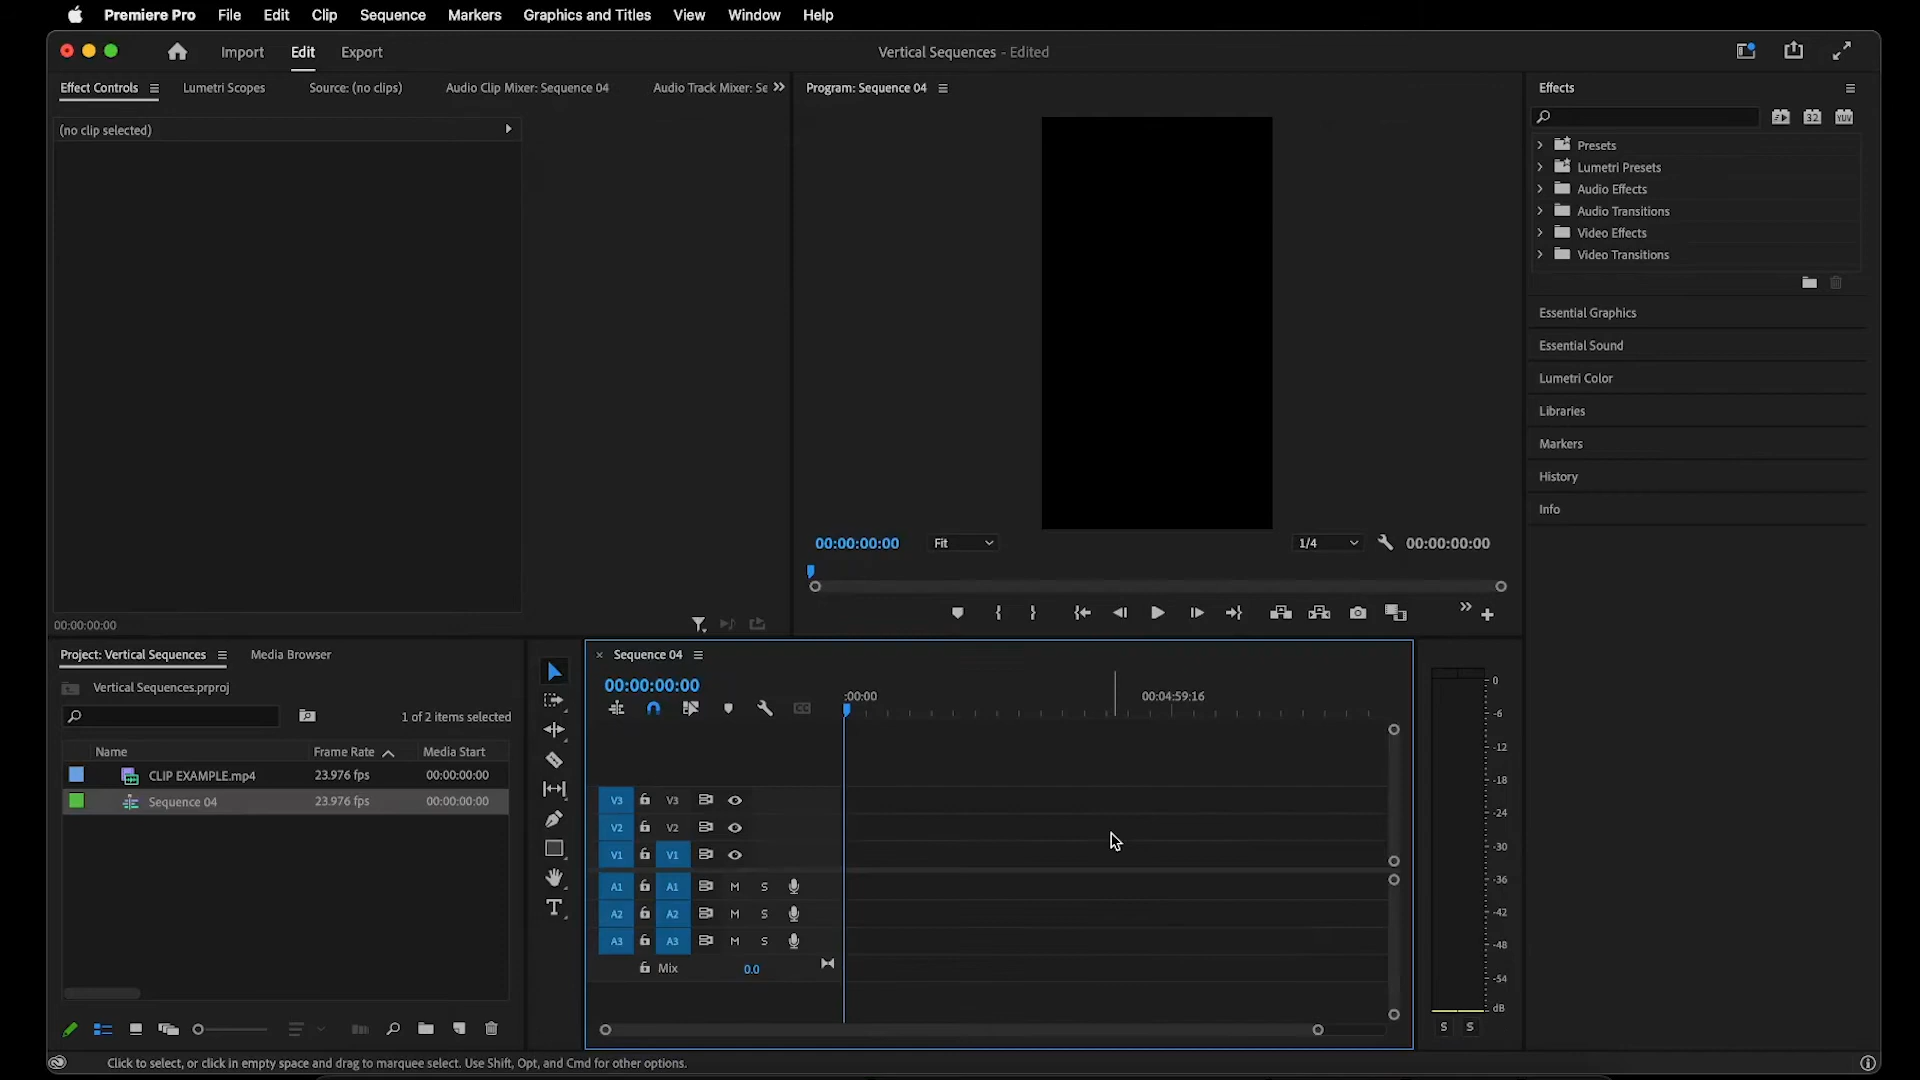 Premiere Pro File Edit Clip Sequence Markers Graphics and Titles View Window Help
Import Edit Export Vertical Sequences - Edited
Effect Controls Lumetri Scopes Source: (no clips) Audio Clip Mixer: Sequence 04 Audio Track Mixer: Se Program: Sequence 04 Effects
(no clip selected)
32 YUV
Presets
Lumetri Presets
Audio Effects
Audio Transitions
Video Effects
Video Transitions
Essential Graphics
Essential Sound
Lumetri Color
Libraries
Markers
History
Info
00:00:00:00 Fit 1/4 00:00:00:00
00:00:00:00
Project: Vertical Sequences Media Browser
Vertical Sequences.prproj
1 of 2 items selected
Name Frame Rate Media Start
CLIP EXAMPLE.mp4 23.976 fps 00:00:00:00
Sequence 04 23.976 fps 00:00:00:00
T
× Sequence 04
00:00:00:00
:00:00 00:04:59:16
CC
V3 V3
V2 V2
V1 V1
A1 A1 M S
A2 A2 M S
A3 A3 M S
Mix 0.0
0
-6
-12
-18
-24
-30
-36
-42
-48
-54
dB
S S
Click to select, or click in empty space and drag to marquee select. Use Shift, Opt, and Cmd for other options.